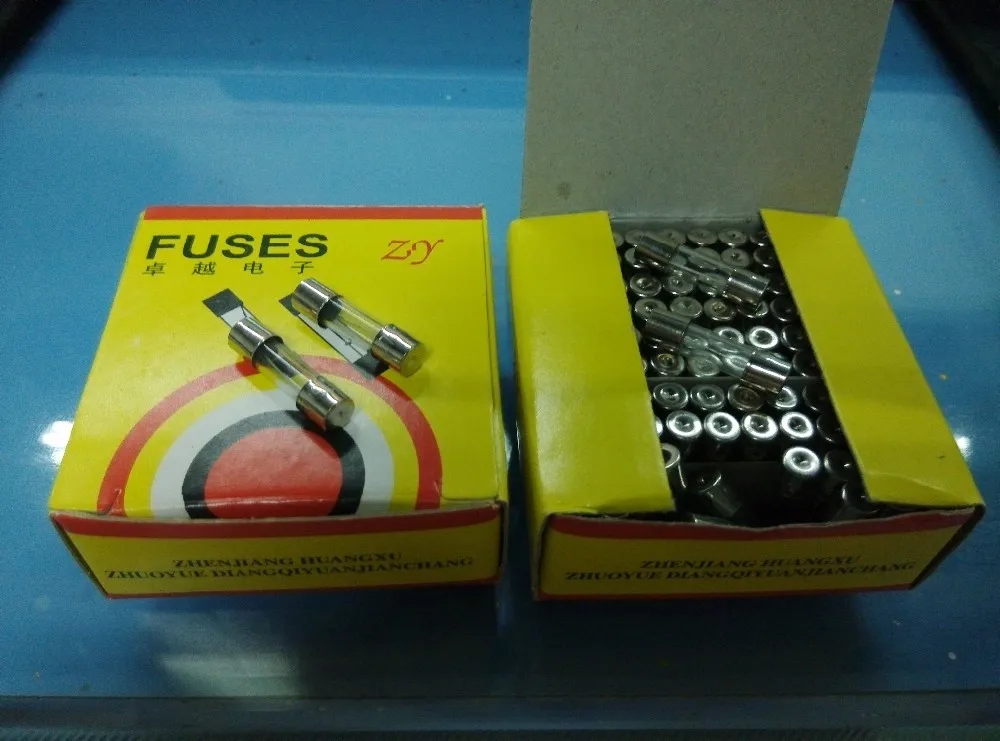 FUSES
ZY
卓越电子
ZHENJIANG HUANGXU
ZHUOYUE DIANGQIYUANJIANCHANG
ZHENJIANG HUANGXU
ZHUOYUE DIANGQIYUANJIANCHANG